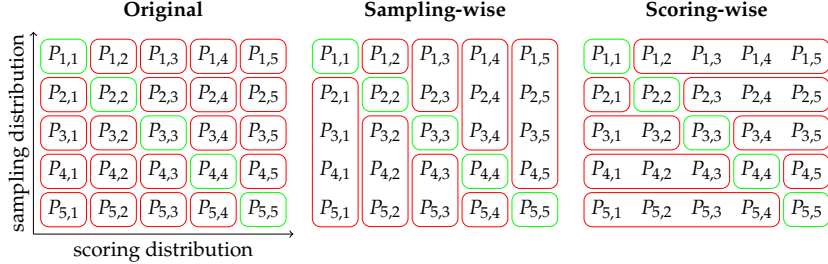 Original Sampling-wise Scoring-wise
P1,1 P1,2 P1,3 P1,4 P1,5 P1,1 P1,2 P1,3 P1,4 P1,5 P1,1 P1,2 P1,3 P1,4 P1,5
P2,1 P2,2 P2,3 P2,4 P2,5 P2,1 P2,2 P2,3 P2,4 P2,5 P2,1 P2,2 P2,3 P2,4 P2,5
P3,1 P3,2 P3,3 P3,4 P3,5 P3,1 P3,2 P3,3 P3,4 P3,5 P3,1 P3,2 P3,3 P3,4 P3,5
P4,1 P4,2 P4,3 P4,4 P4,5 P4,1 P4,2 P4,3 P4,4 P4,5 P4,1 P4,2 P4,3 P4,4 P4,5
P5,1 P5,2 P5,3 P5,4 P5,5 P5,1 P5,2 P5,3 P5,4 P5,5 P5,1 P5,2 P5,3 P5,4 P5,5
sampling distribution
scoring distribution